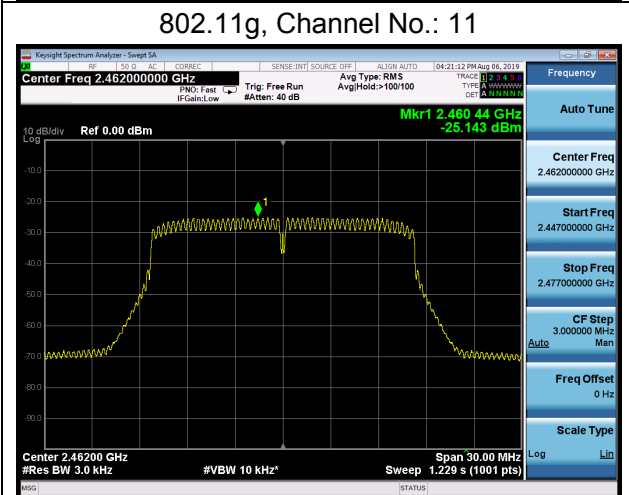 802.11g, Channel No.: 11
Keysight Spectrum Analyzer - Swept SA
RF 50 Ω AC CORREC SENSE:INT SOURCE OFF ALIGN AUTO 04:21:12 PM Aug 06, 2019
Center Freq 2.462000000 GHz
PNO: Fast
IFGain:Low
Trig: Free Run
#Atten: 40 dB
Avg Type: RMS
Avg|Hold:>100/100
TRACE 1 2 3 4 5 6
TYPE A WWWWW
DET A NNNNN
Frequency
Mkr1 2.460 44 GHz
-25.143 dBm
10 dB/div Ref 0.00 dBm
Log
-10.0
-20.0
-30.0
-40.0
-50.0
-60.0
-70.0
-80.0
-90.0
1
Center 2.46200 GHz
Span 30.00 MHz
#Res BW 3.0 kHz
#VBW 10 kHz*
Sweep 1.229 s (1001 pts)
MSG
STATUS
Auto Tune
Center Freq
2.462000000 GHz
Start Freq
2.447000000 GHz
Stop Freq
2.477000000 GHz
CF Step
3.000000 MHz
Auto Man
Freq Offset
0 Hz
Scale Type
Log Lin